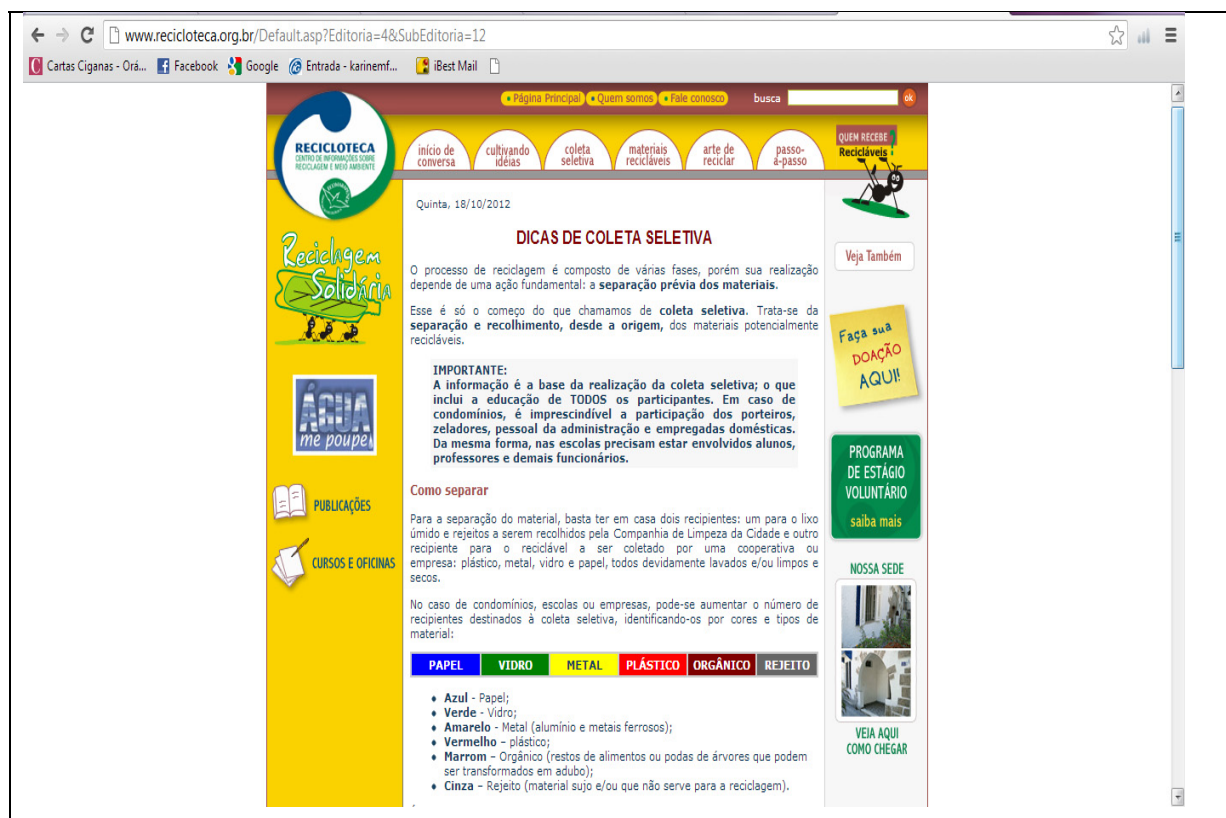 www.recicloteca.org.br/Default.asp?Editoria=4&SubEditoria=12
Cartas Ciganas - Orá... Facebook Google Entrada - karinemf... iBest Mail
• Página Principal • Quem somos • Fale conosco busca ok
RECICLOTECA
CENTRO DE INFORMAÇÕES SOBRE
RECICLAGEM E MEIO AMBIENTE
início de
conversa
cultivando
idéias
coleta
seletiva
materiais
recicláveis
arte de
reciclar
passo-
a-passo
QUEM RECEBE
Recicláveis?
Reciclagem
Solidária
ÁGUA
me poupe!
PUBLICAÇÕES
CURSOS E OFICINAS
Quinta, 18/10/2012
DICAS DE COLETA SELETIVA
O processo de reciclagem é composto de várias fases, porém sua realização
depende de uma ação fundamental: a separação prévia dos materiais.
Esse é só o começo do que chamamos de coleta seletiva. Trata-se da
separação e recolhimento, desde a origem, dos materiais potencialmente
recicláveis.
IMPORTANTE:
A informação é a base da realização da coleta seletiva; o que
inclui a educação de TODOS os participantes. Em caso de
condomínios, é imprescindível a participação dos porteiros,
zeladores, pessoal da administração e empregadas domésticas.
Da mesma forma, nas escolas precisam estar envolvidos alunos,
professores e demais funcionários.
Como separar
Para a separação do material, basta ter em casa dois recipientes: um para o lixo
úmido e rejeitos a serem recolhidos pela Companhia de Limpeza da Cidade e outro
recipiente para o reciclável a ser coletado por uma cooperativa ou
empresa: plástico, metal, vidro e papel, todos devidamente lavados e/ou limpos e
secos.
No caso de condomínios, escolas ou empresas, pode-se aumentar o número de
recipientes destinados à coleta seletiva, identificando-os por cores e tipos de
material:
PAPEL VIDRO METAL PLÁSTICO ORGÂNICO REJEITO
♦ Azul - Papel;
♦ Verde - Vidro;
♦ Amarelo - Metal (alumínio e metais ferrosos);
♦ Vermelho – plástico;
♦ Marrom – Orgânico (restos de alimentos ou podas de árvores que podem
ser transformados em adubo);
♦ Cinza – Rejeito (material sujo e/ou que não serve para a reciclagem).
Veja Também
Faça sua
DOAÇÃO
AQUI!
PROGRAMA
DE ESTÁGIO
VOLUNTÁRIO
saiba mais
NOSSA SEDE
VEJA AQUI
COMO CHEGAR